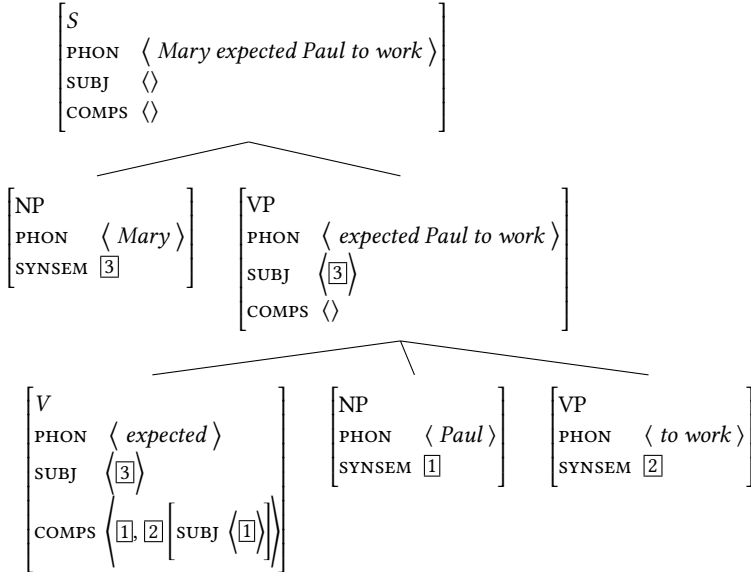 S
PHON ⟨ Mary expected Paul to work ⟩
SUBJ ⟨⟩
COMPS ⟨⟩
NP
PHON ⟨ Mary ⟩
SYNSEM 3
VP
PHON ⟨ expected Paul to work ⟩
SUBJ ⟨ 3 ⟩
COMPS ⟨⟩
V
PHON ⟨ expected ⟩
SUBJ ⟨ 3 ⟩
COMPS ⟨ 1, 2 [ SUBJ ⟨ 1 ⟩ ] ⟩
NP
PHON ⟨ Paul ⟩
SYNSEM 1
VP
PHON ⟨ to work ⟩
SYNSEM 2